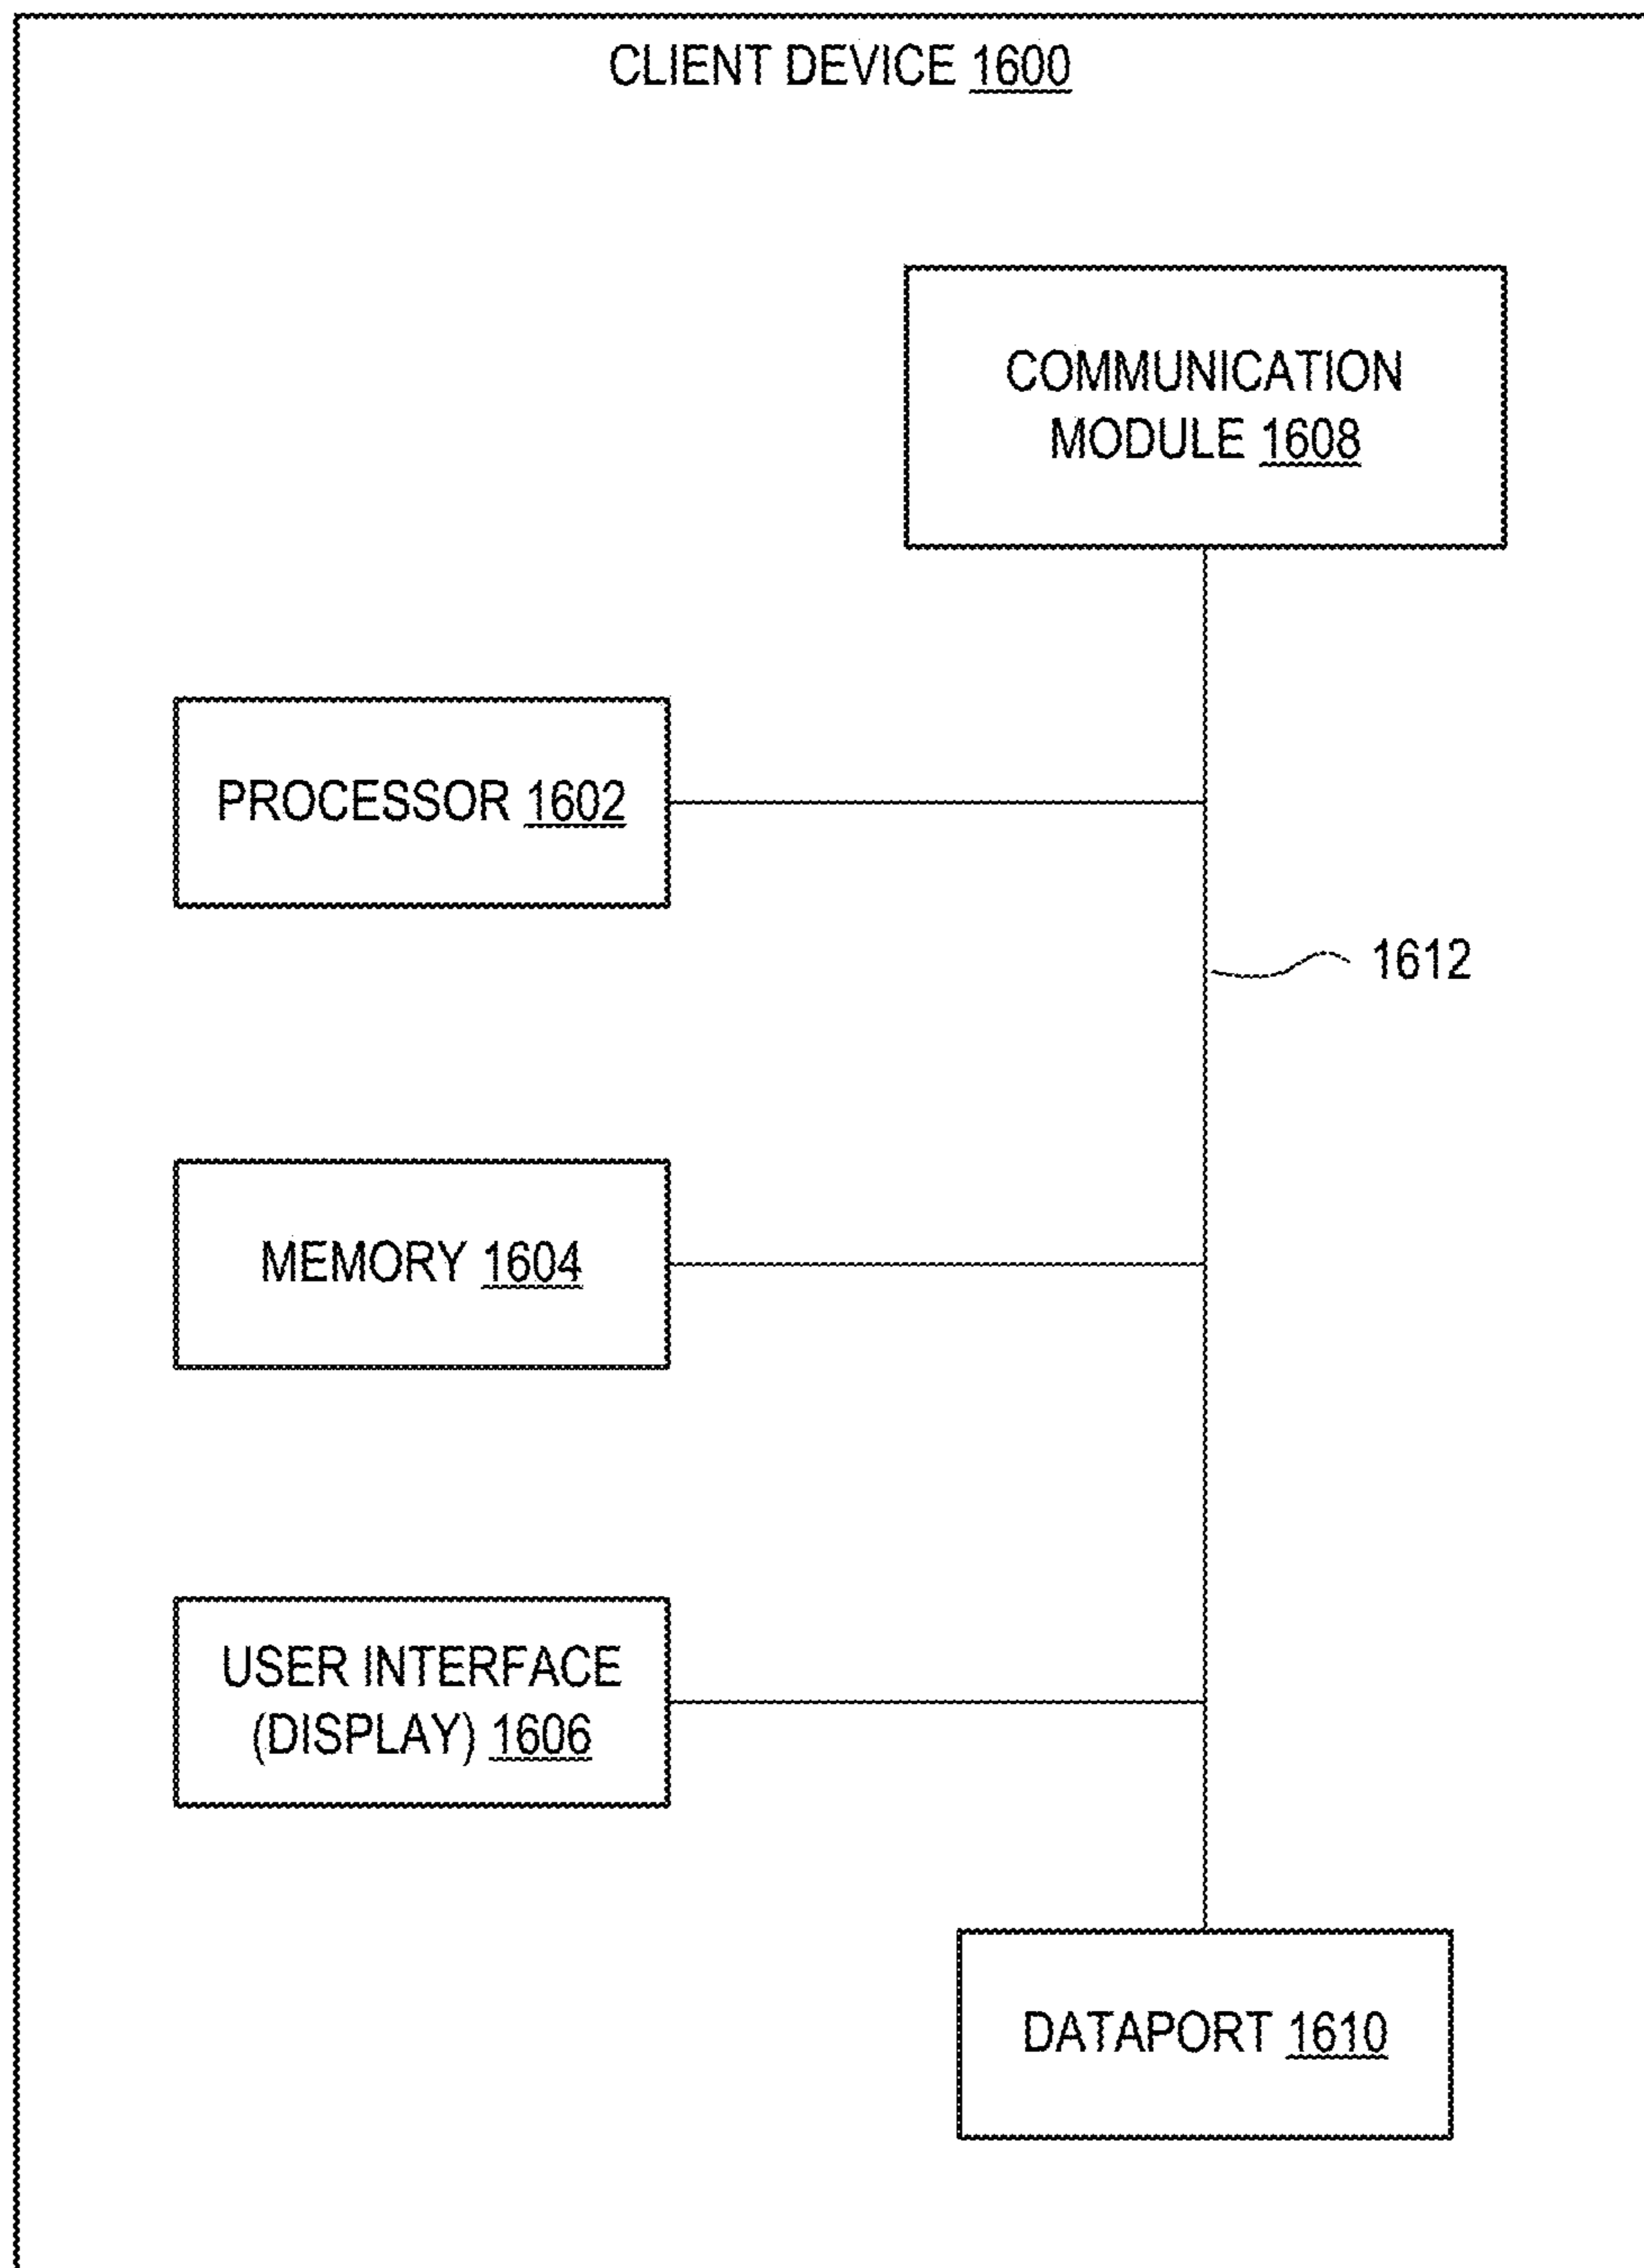 CLIENT DEVICE 1600
COMMUNICATION
MODULE 1608
PROCESSOR 1602
1612
MEMORY 1604
USER INTERFACE
(DISPLAY) 1606
DATAPORT 1610